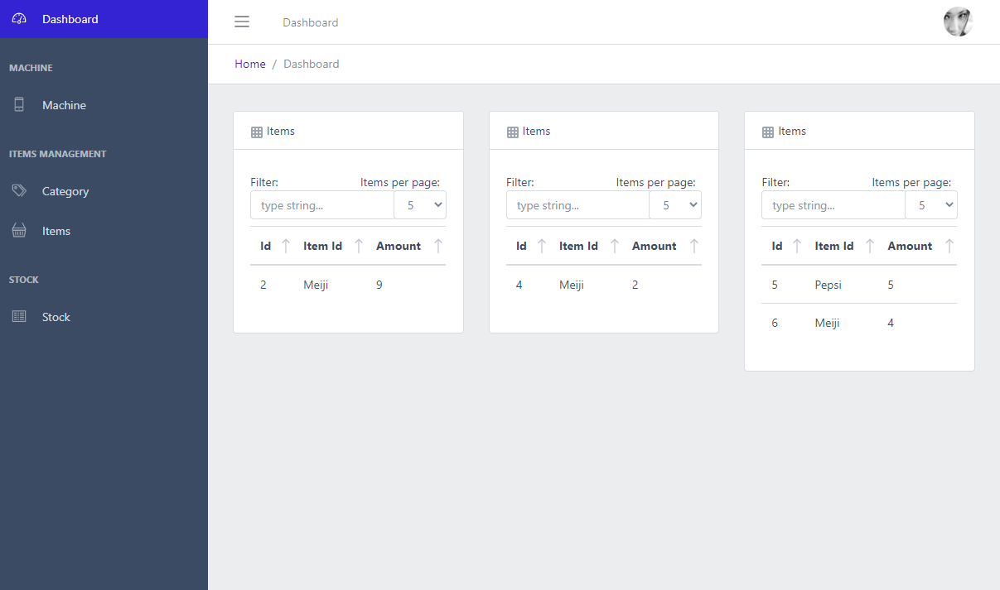 Dashboard
MACHINE
Machine
ITEMS MANAGEMENT
Category
Items
STOCK
Stock
Dashboard
Home / Dashboard
Items
Filter: Items per page:
type string... 5
Id Item Id Amount
2 Meiji 9
Items
Filter: Items per page:
type string... 5
Id Item Id Amount
4 Meiji 2
Items
Filter: Items per page:
type string... 5
Id Item Id Amount
5 Pepsi 5
6 Meiji 4